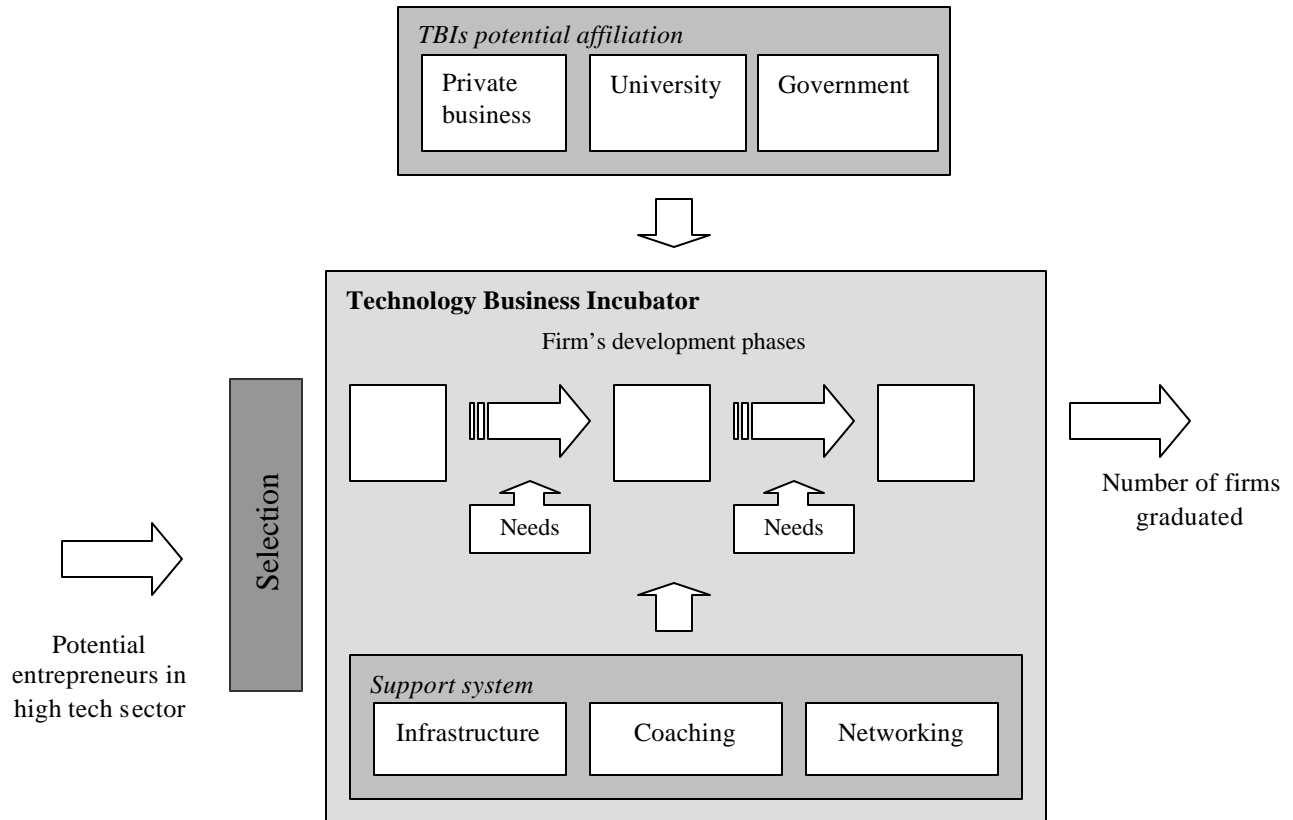 TBIs potential affiliation
Private
business
University
Government
Technology Business Incubator
Firm's development phases
Needs
Needs
Selection
Potential
entrepreneurs in
high tech sector
Number of firms
graduated
Support system
Infrastructure
Coaching
Networking